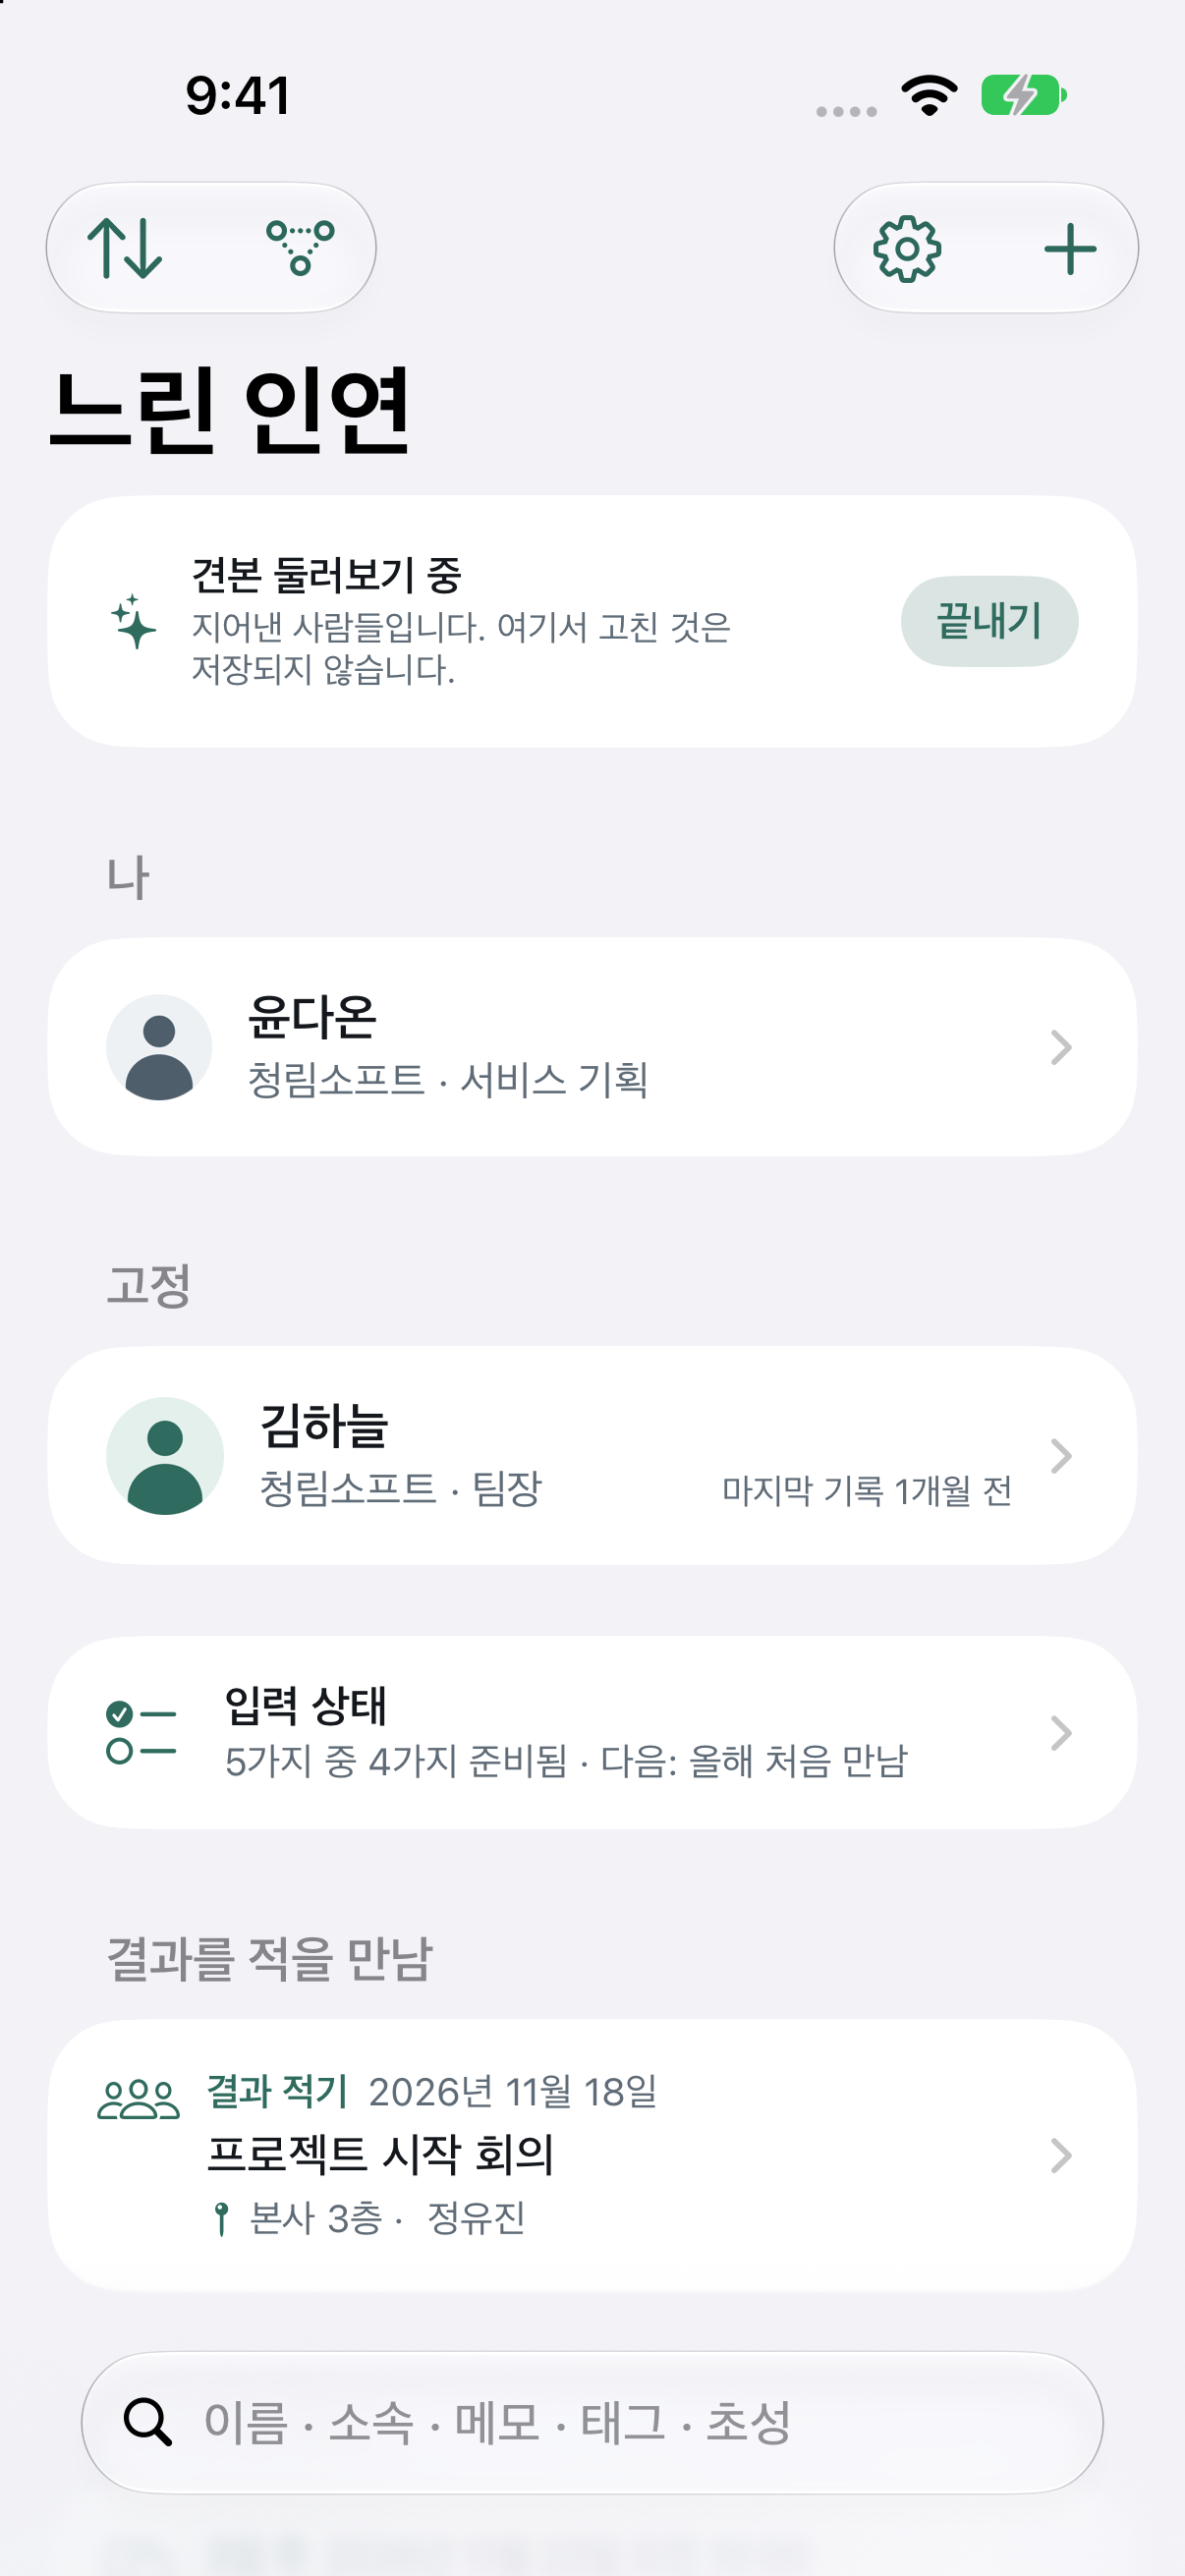 9:41
느린 인연
견본 둘러보기 중
지어낸 사람들입니다. 여기서 고친 것은
저장되지 않습니다.
끝내기
나
윤다온
청림소프트 · 서비스 기획
고정
김하늘
청림소프트 · 팀장
마지막 기록 1개월 전
입력 상태
5가지 중 4가지 준비됨 · 다음: 올해 처음 만남
결과를 적을 만남
결과 적기 2026년 11월 18일
프로젝트 시작 회의
본사 3층 · 정유진
이름 · 소속 · 메모 · 태그 · 초성